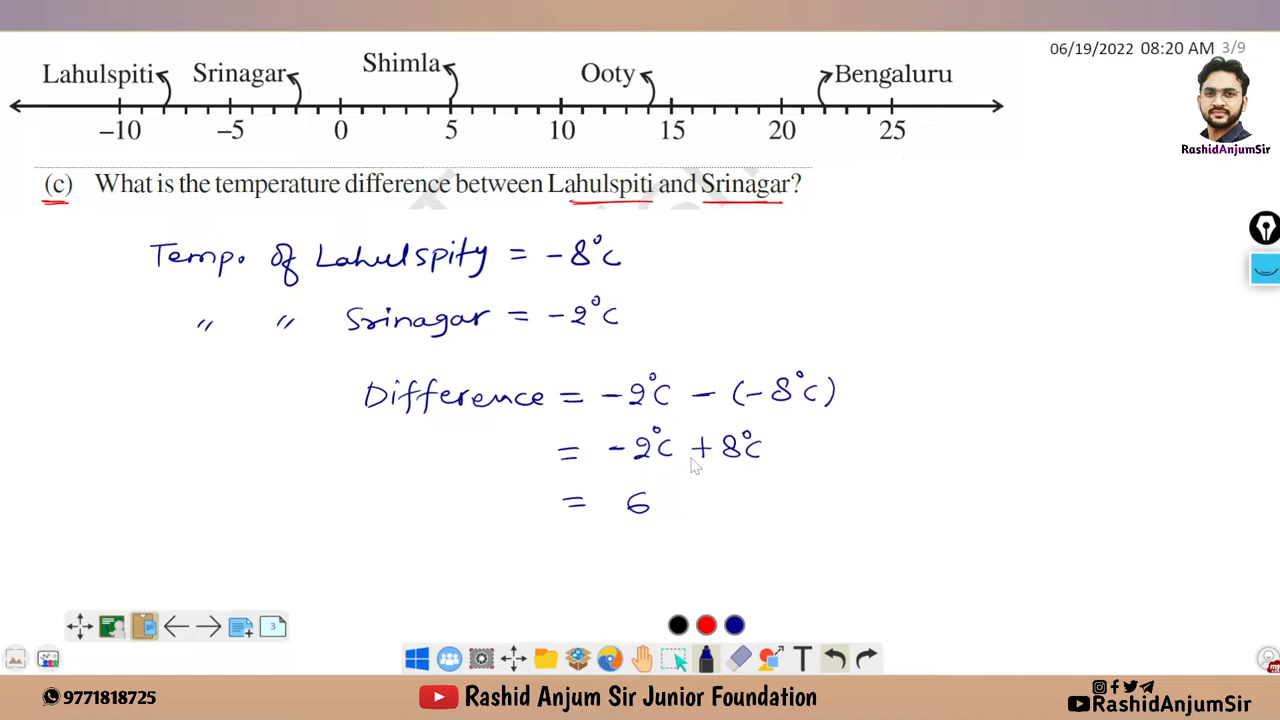 06/19/2022 08:20 AM 3/9
Lahulspiti Srinagar Shimla Ooty Bengaluru
–10 –5 0 5 10 15 20 25
RashidAnjumSir
(c) What is the temperature difference between Lahulspiti and Srinagar?
Temp. of Lahulspity = -8°C
" " Srinagar = -2°C
Difference = -2°C - (-8°C)
= -2°C + 8°C
= 6
3
9771818725
Rashid Anjum Sir Junior Foundation
RashidAnjumSir